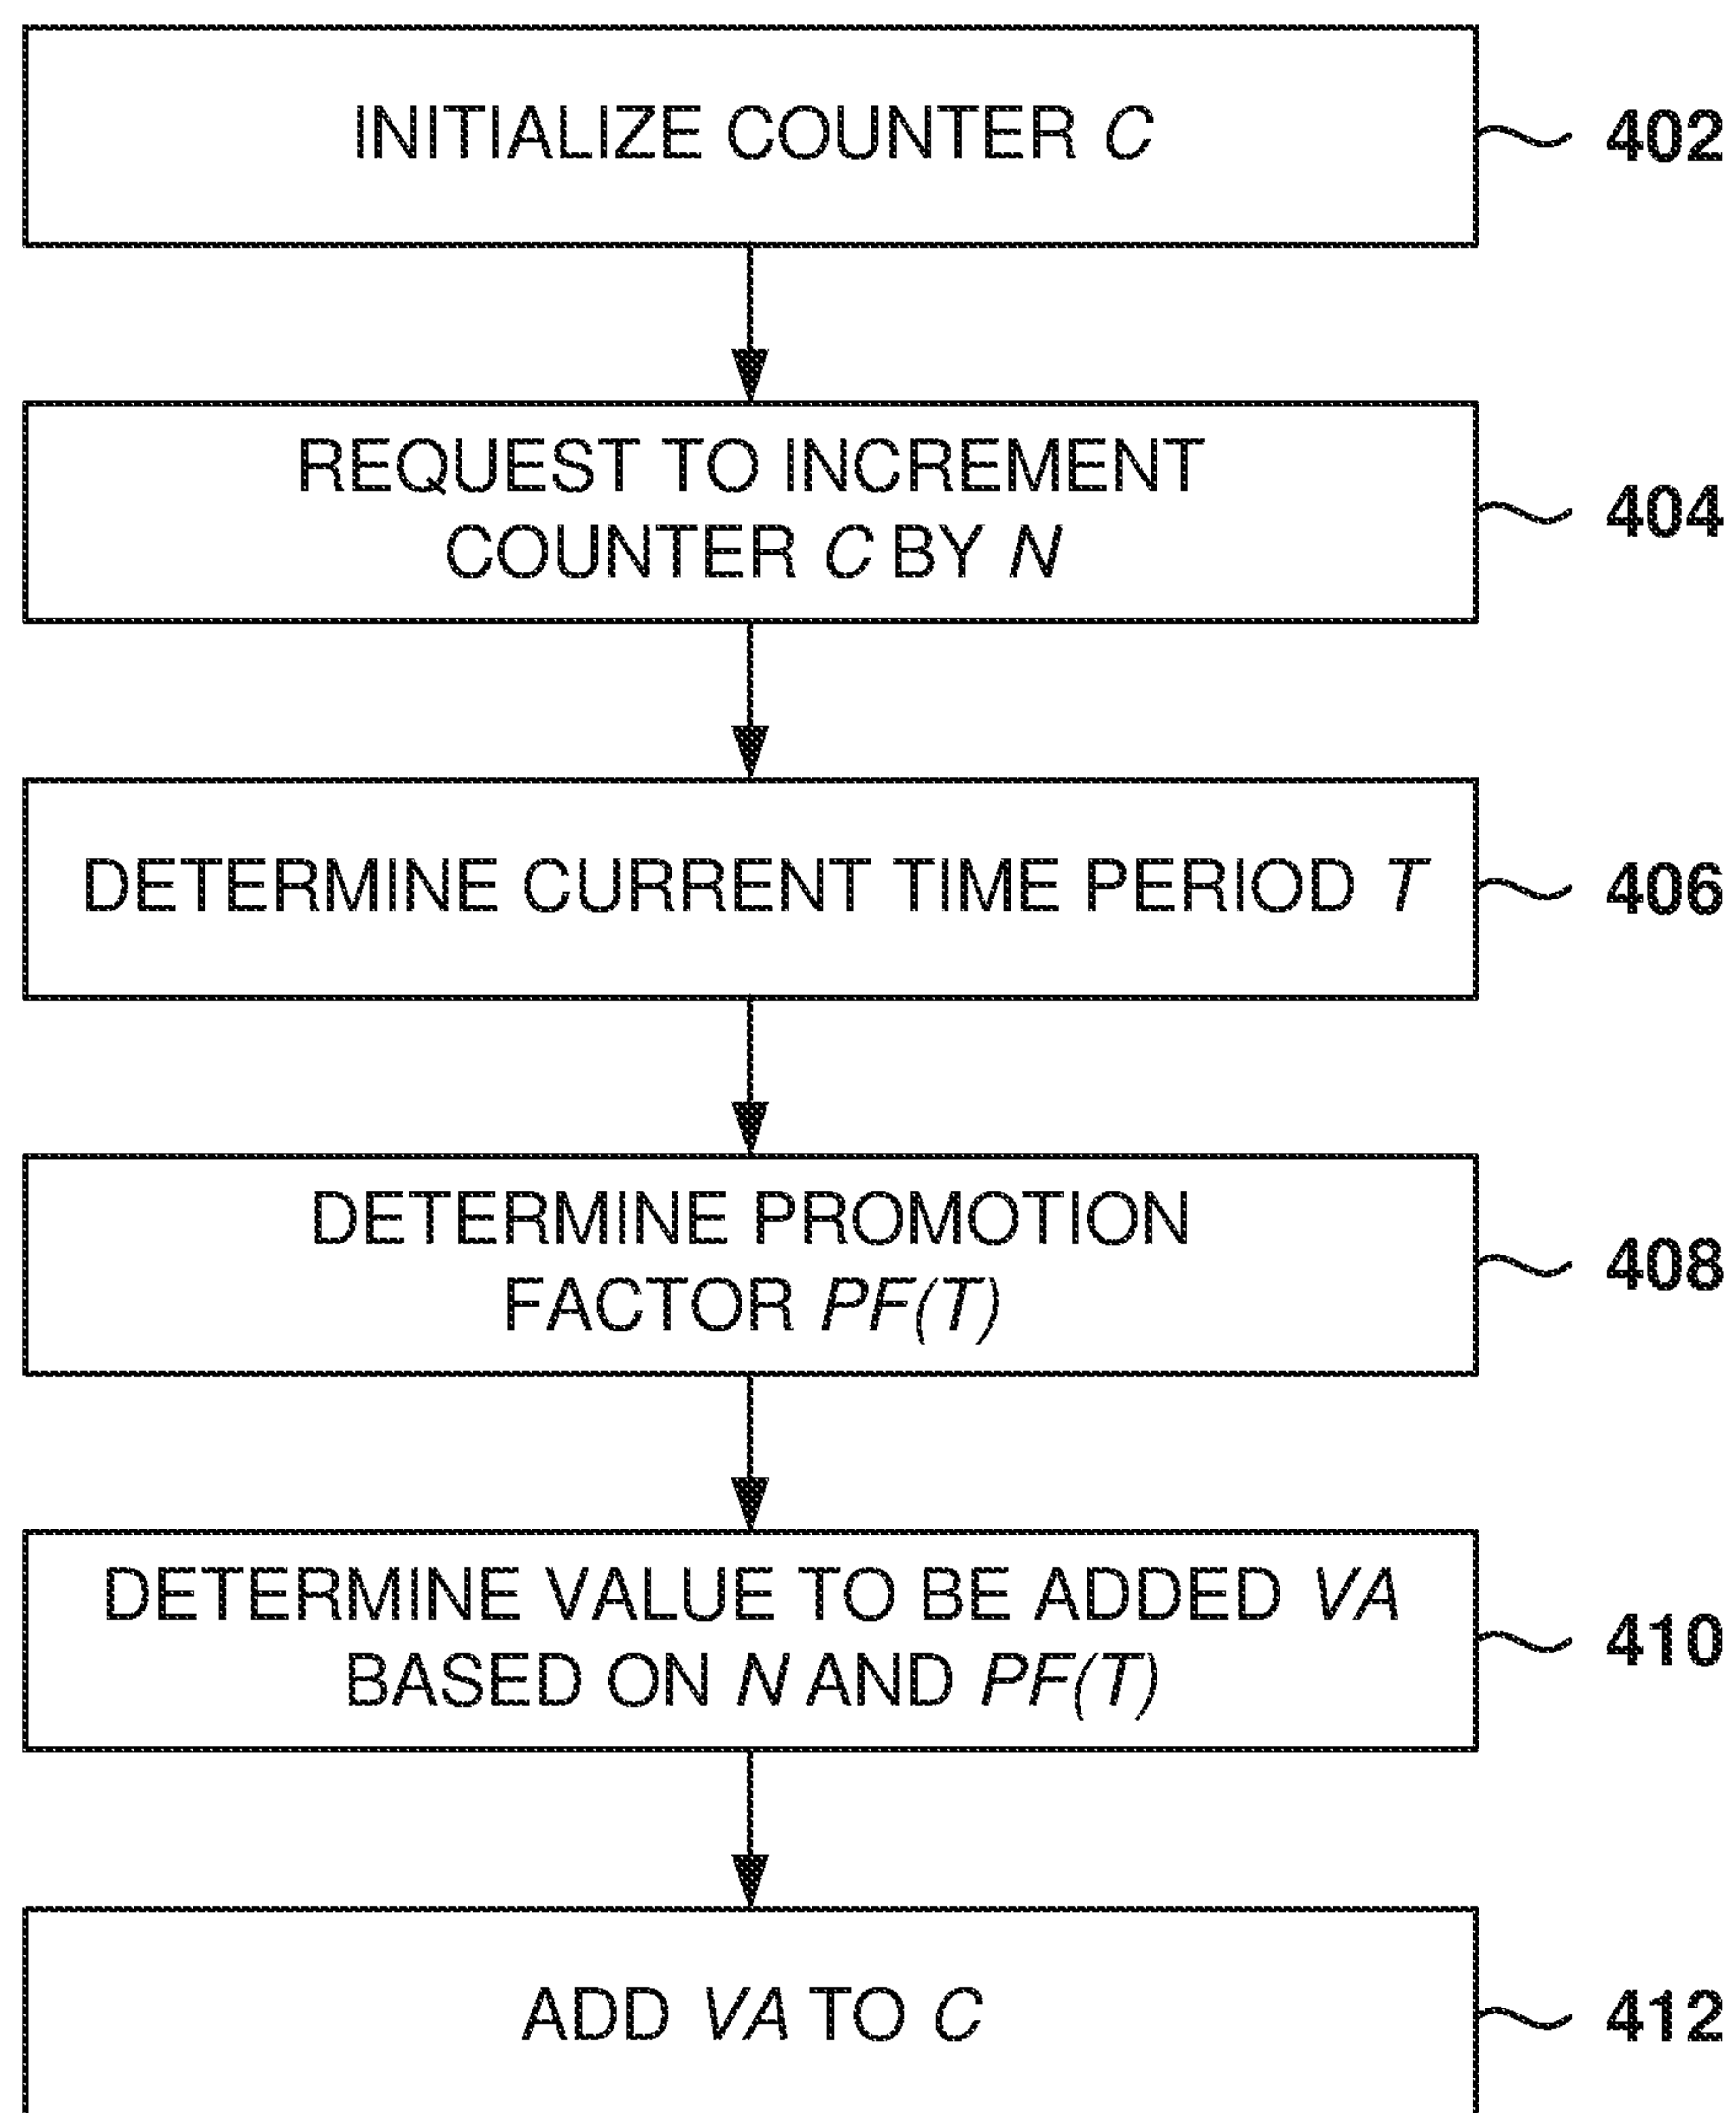 INITIALIZE COUNTER C
402
REQUEST TO INCREMENT
COUNTER C BY N
404
DETERMINE CURRENT TIME PERIOD T
406
DETERMINE PROMOTION
FACTOR PF(T)
408
DETERMINE VALUE TO BE ADDED VA
BASED ON N AND PF(T)
410
ADD VA TO C
412